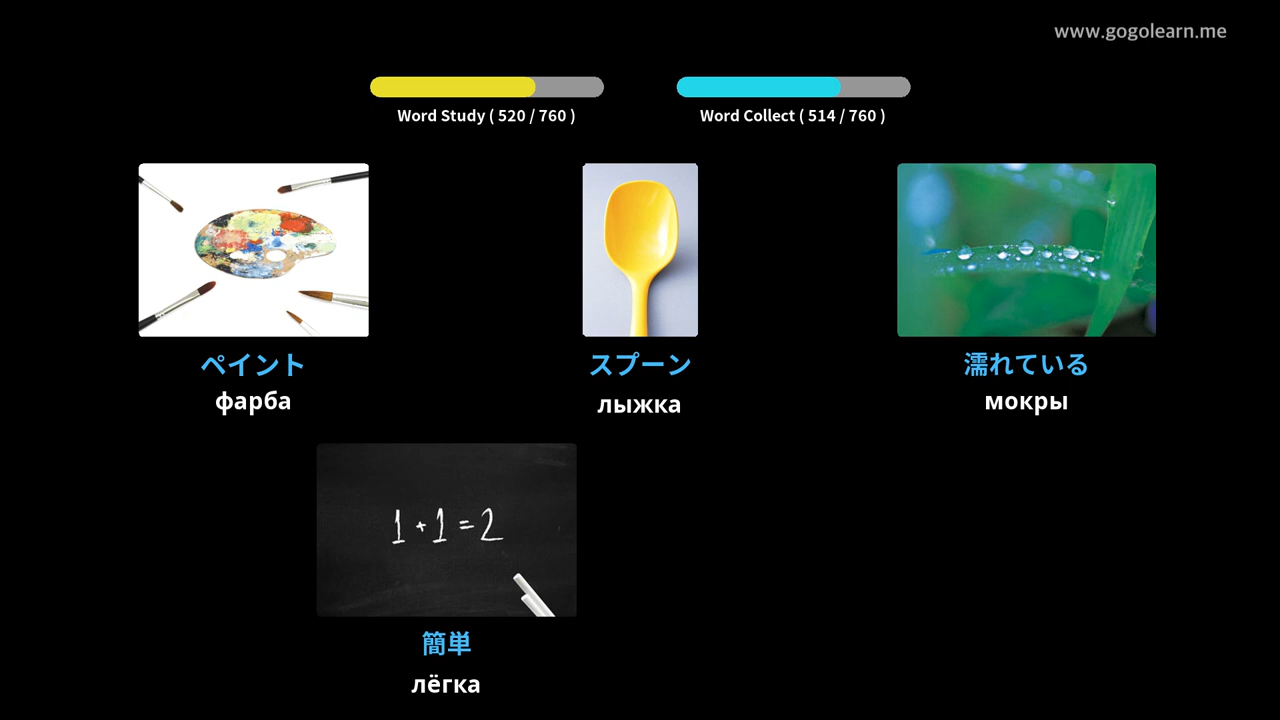 www.gogolearn.me
Word Study ( 520 / 760 )
Word Collect ( 514 / 760 )
ペイント
фарба
スプーン
лыжка
濡れている
мокры
1 + 1 = 2
簡単
лёгка